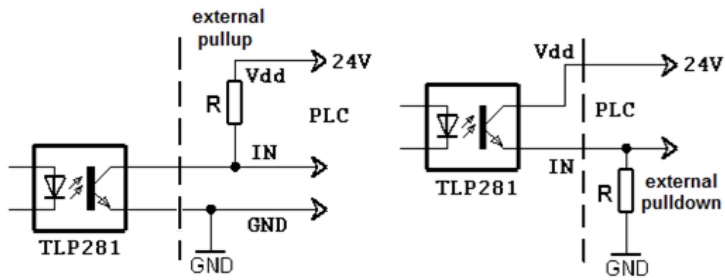 external
pullup
Vdd
24V
R
PLC
IN
GND
TLP281
GND
Vdd
24V
PLC
TLP281
IN
R
external
pulldown
GND